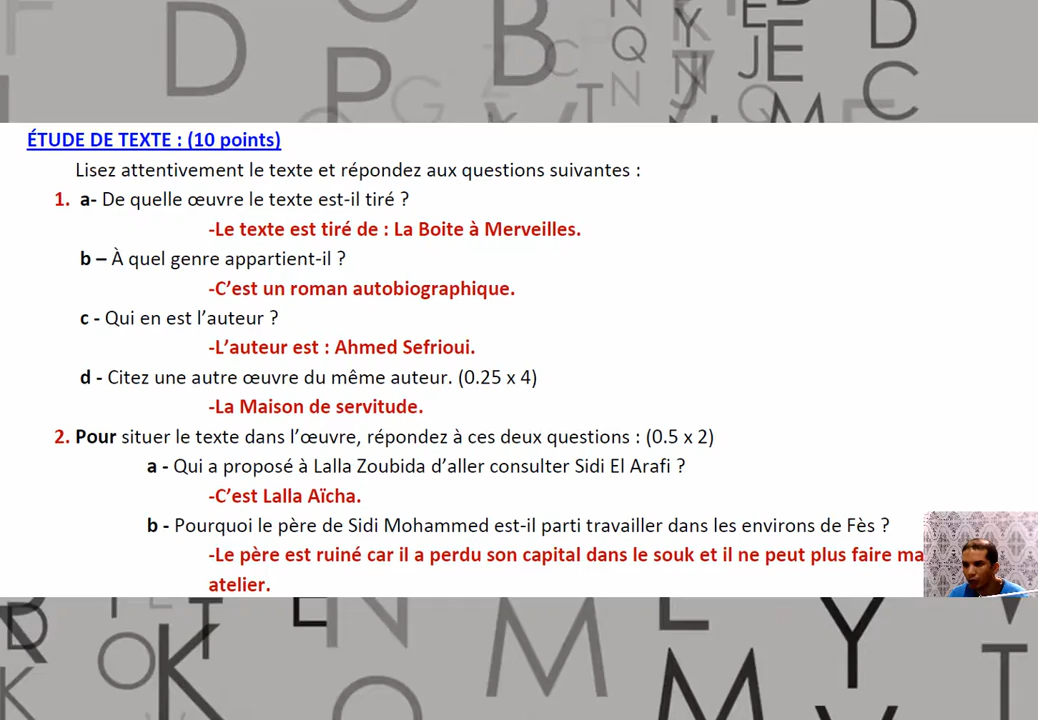 ÉTUDE DE TEXTE : (10 points)
Lisez attentivement le texte et répondez aux questions suivantes :
1. a- De quelle œuvre le texte est-il tiré ?
-Le texte est tiré de : La Boite à Merveilles.
b – À quel genre appartient-il ?
-C’est un roman autobiographique.
c - Qui en est l’auteur ?
-L’auteur est : Ahmed Sefrioui.
d - Citez une autre œuvre du même auteur. (0.25 x 4)
-La Maison de servitude.
2. Pour situer le texte dans l’œuvre, répondez à ces deux questions : (0.5 x 2)
a - Qui a proposé à Lalla Zoubida d’aller consulter Sidi El Arafi ?
-C’est Lalla Aïcha.
b - Pourquoi le père de Sidi Mohammed est-il parti travailler dans les environs de Fès ?
-Le père est ruiné car il a perdu son capital dans le souk et il ne peut plus faire
atelier.